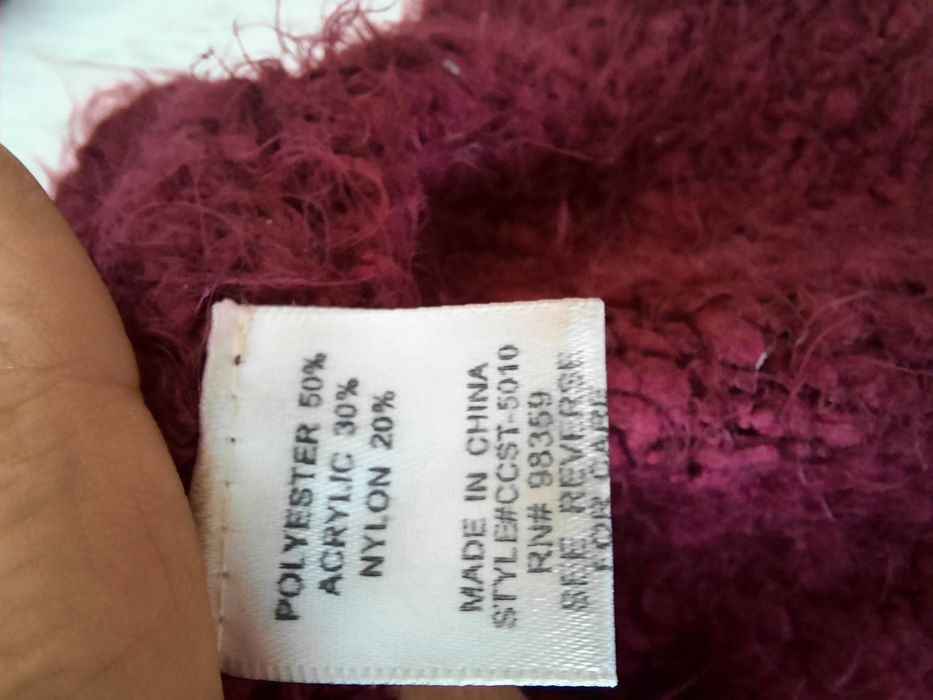 POLYESTER 50%
ACRYLIC 30%
NYLON 20%
MADE IN CHINA
STYLE#CCST-5010
RN# 98359
SEE REVERSE
FOR CARE